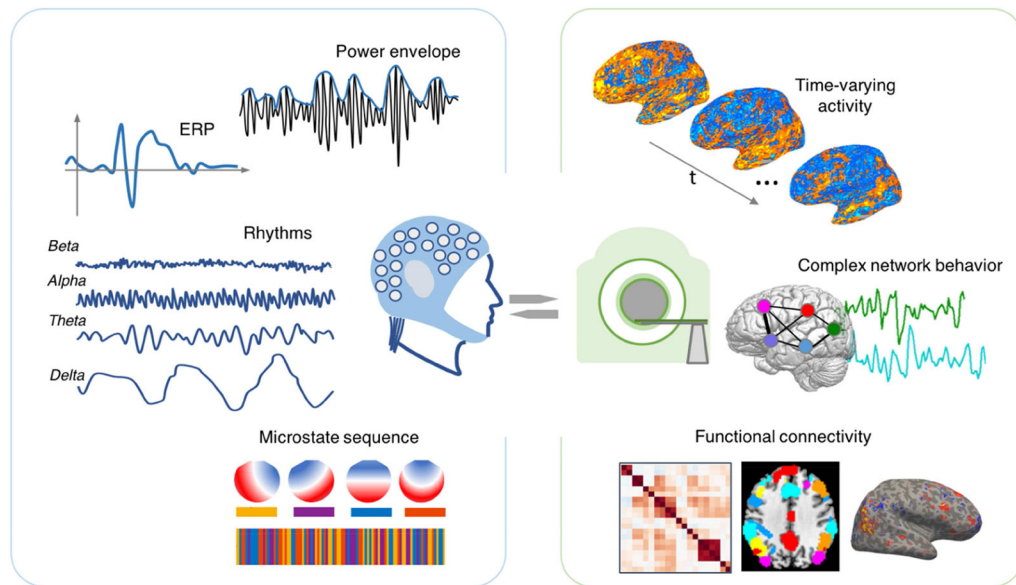 Power envelope
ERP
Rhythms
Beta
Alpha
Theta
Delta
Microstate sequence
Time-varying
activity
t
...
Complex network behavior
Functional connectivity